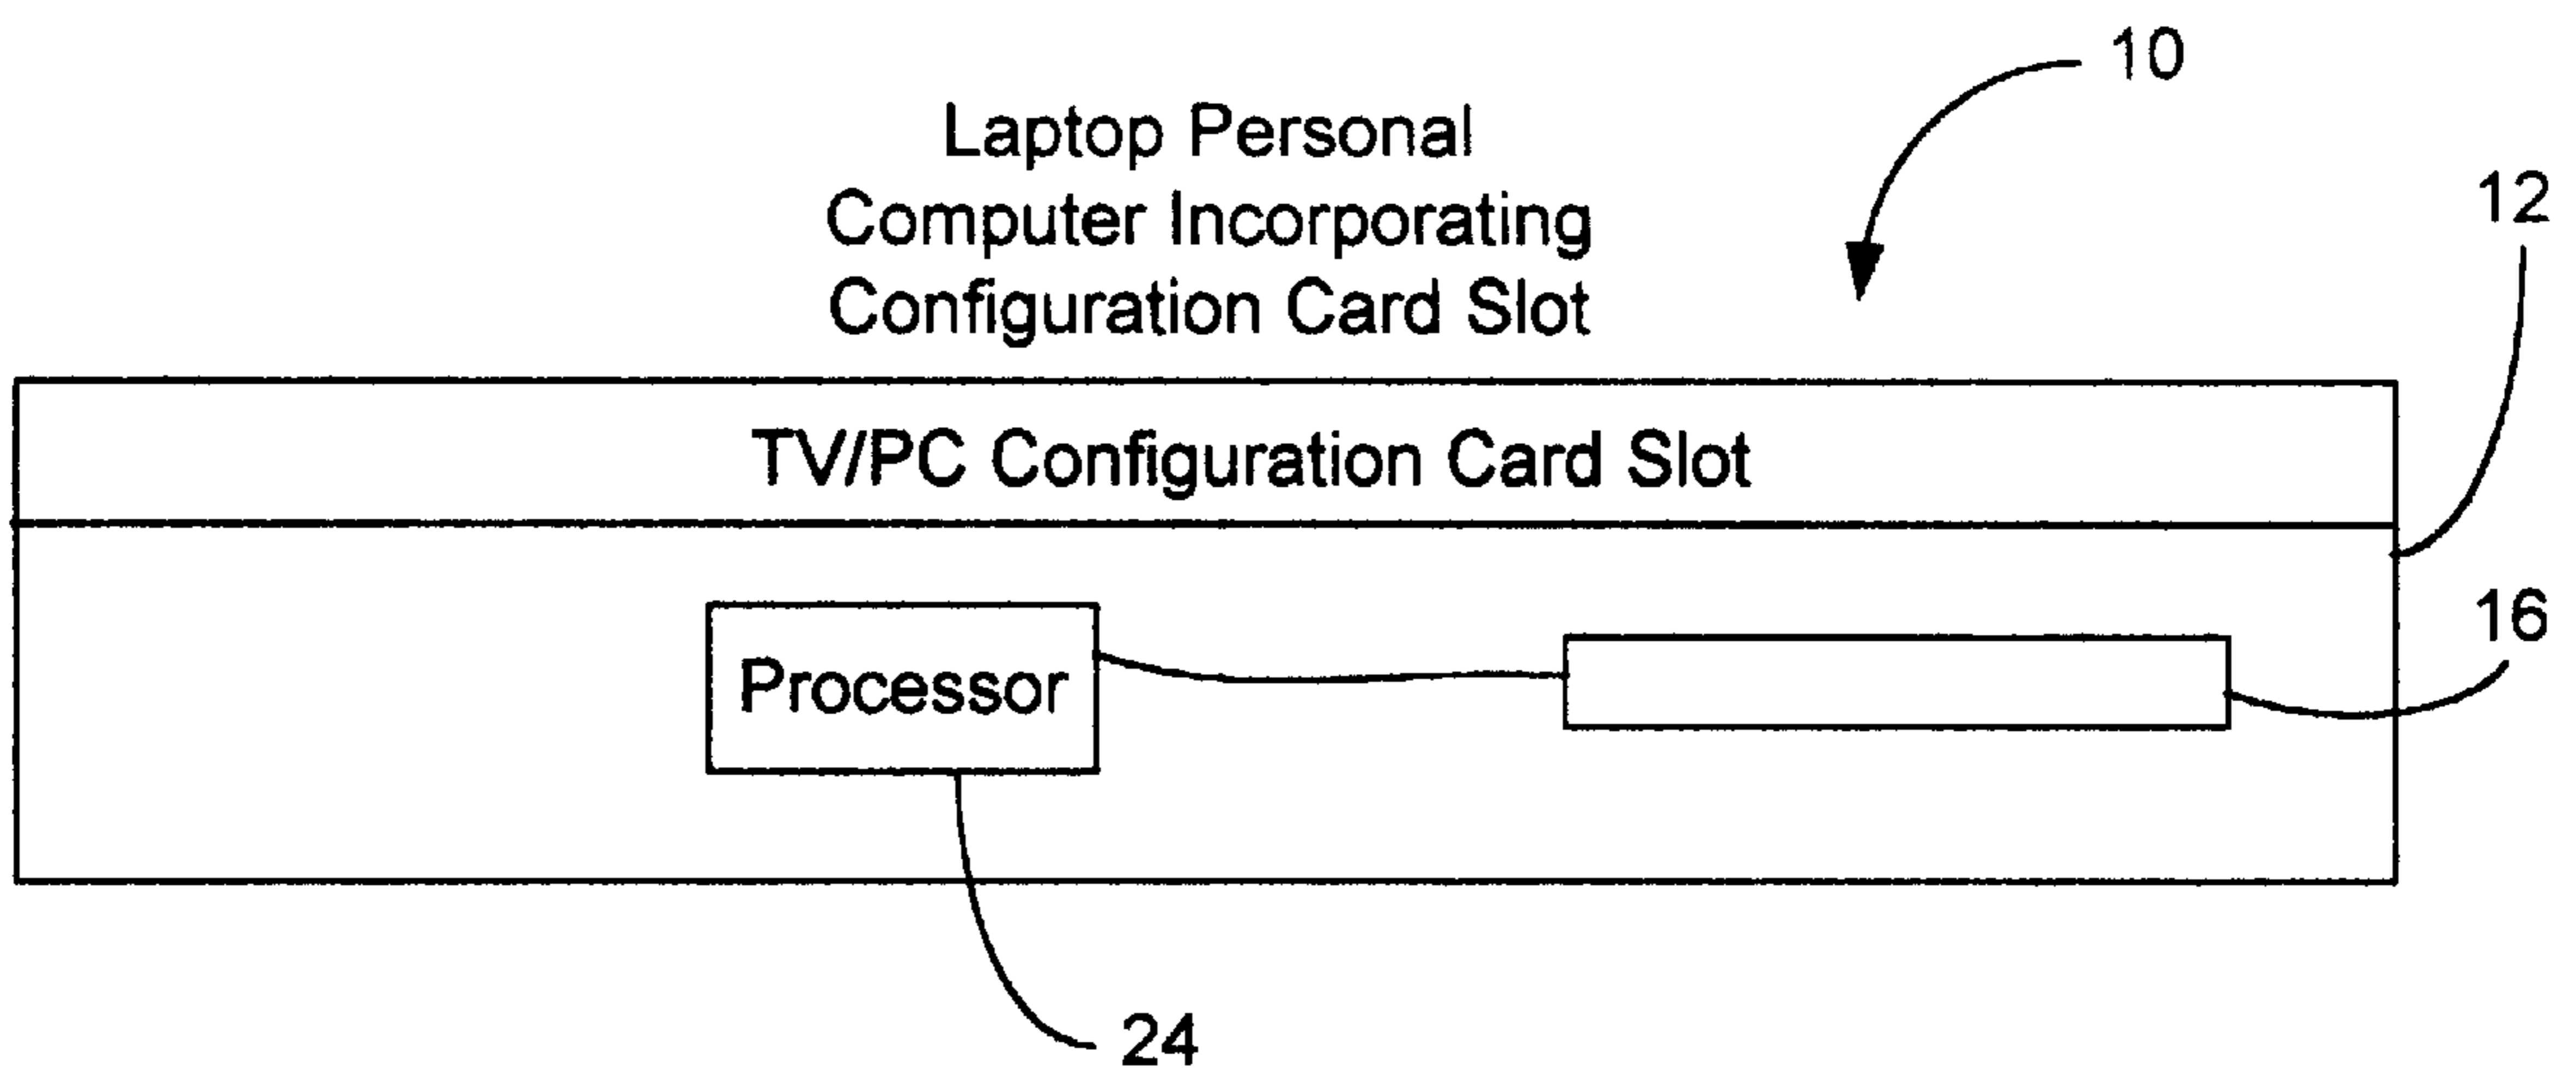 10
Laptop Personal
Computer Incorporating
Configuration Card Slot
12
TV/PC Configuration Card Slot
16
Processor
24